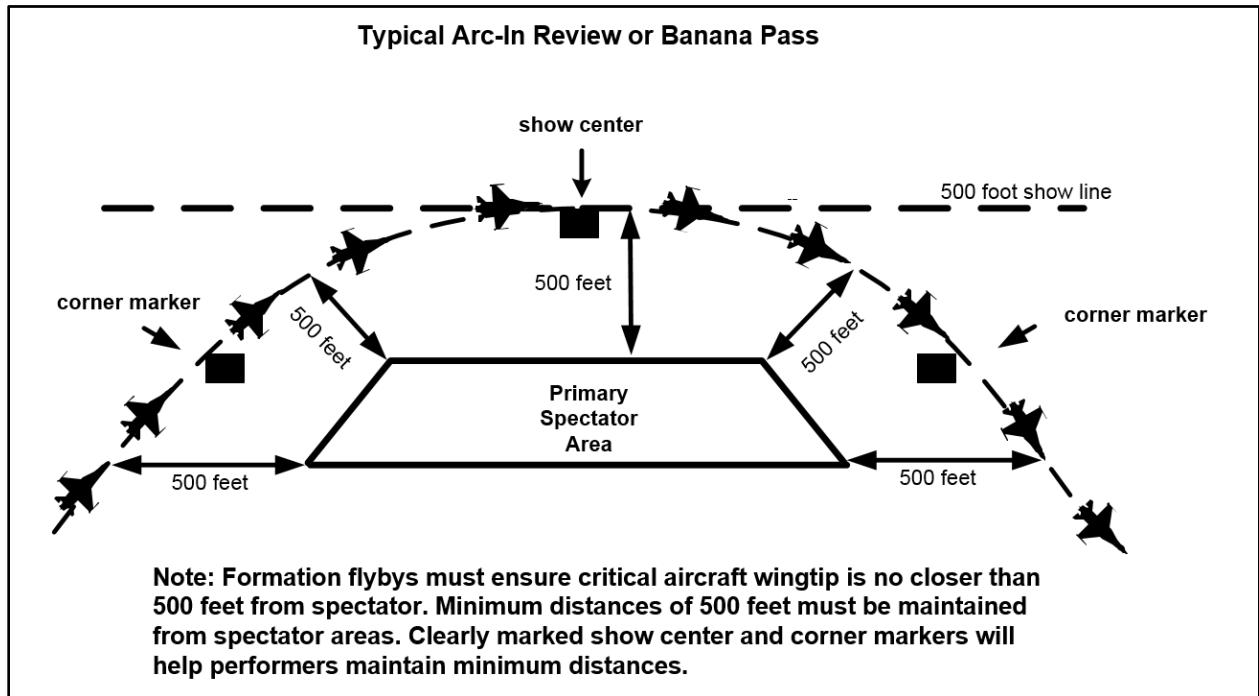 Typical Arc-In Review or Banana Pass
show center
500 foot show line
500 feet
corner marker
corner marker
500 feet
500 feet
Primary
Spectator
Area
500 feet
500 feet
Note: Formation flybys must ensure critical aircraft wingtip is no closer than
500 feet from spectator. Minimum distances of 500 feet must be maintained
from spectator areas. Clearly marked show center and corner markers will
help performers maintain minimum distances.